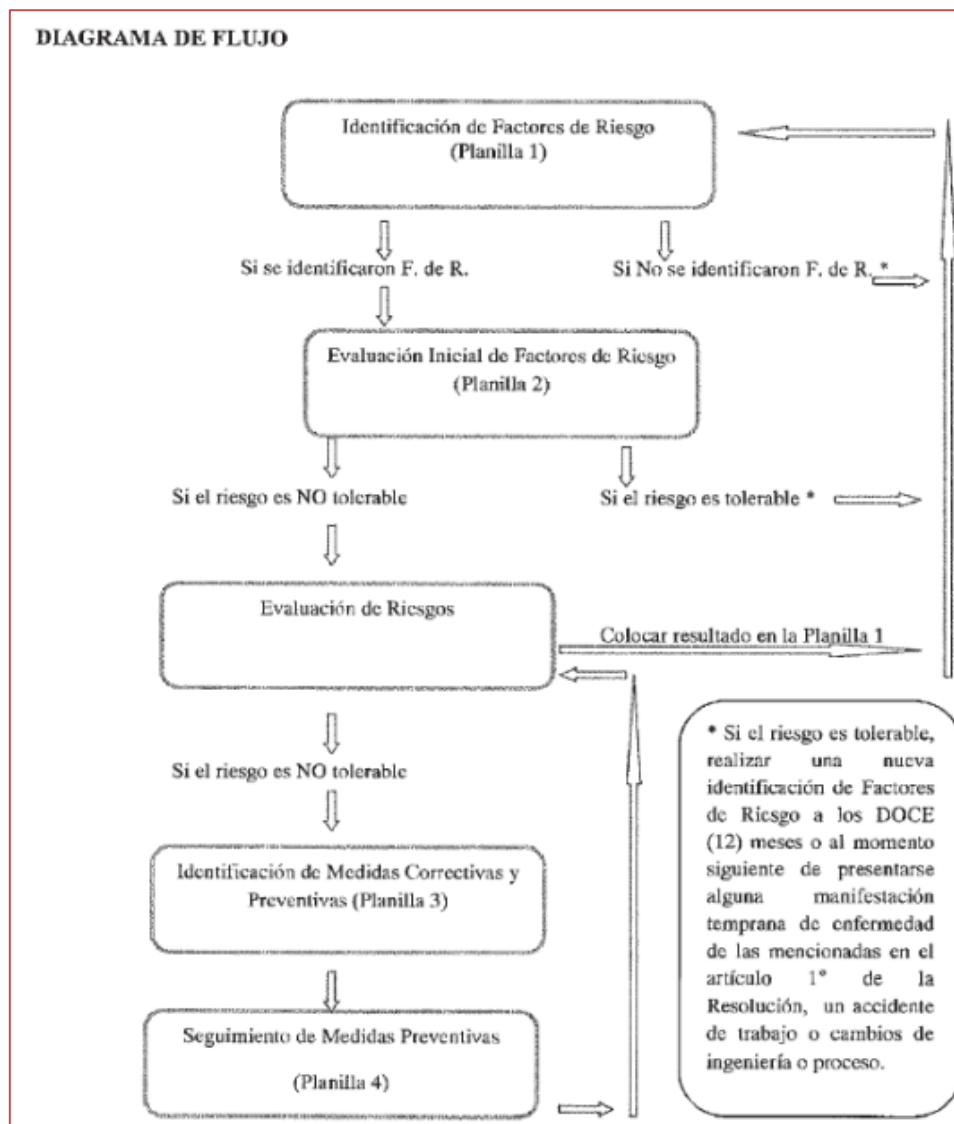 DIAGRAMA DE FLUJO
Identificación de Factores de Riesgo
(Planilla 1)
Si se identificaron F. de R.
Si No se identificaron F. de R. *
Evaluación Inicial de Factores de Riesgo
(Planilla 2)
Si el riesgo es NO tolerable
Si el riesgo es tolerable *
Evaluación de Riesgos
Colocar resultado en la Planilla 1
Si el riesgo es NO tolerable
Identificación de Medidas Correctivas y
Preventivas (Planilla 3)
Seguimiento de Medidas Preventivas
(Planilla 4)
* Si el riesgo es tolerable,
realizar una nueva
identificación de Factores
de Riesgo a los DOCE
(12) meses o al momento
siguiente de presentarse
alguna manifestación
temprana de enfermedad
de las mencionadas en el
artículo 1° de la
Resolución, un accidente
de trabajo o cambios de
ingeniería o proceso.